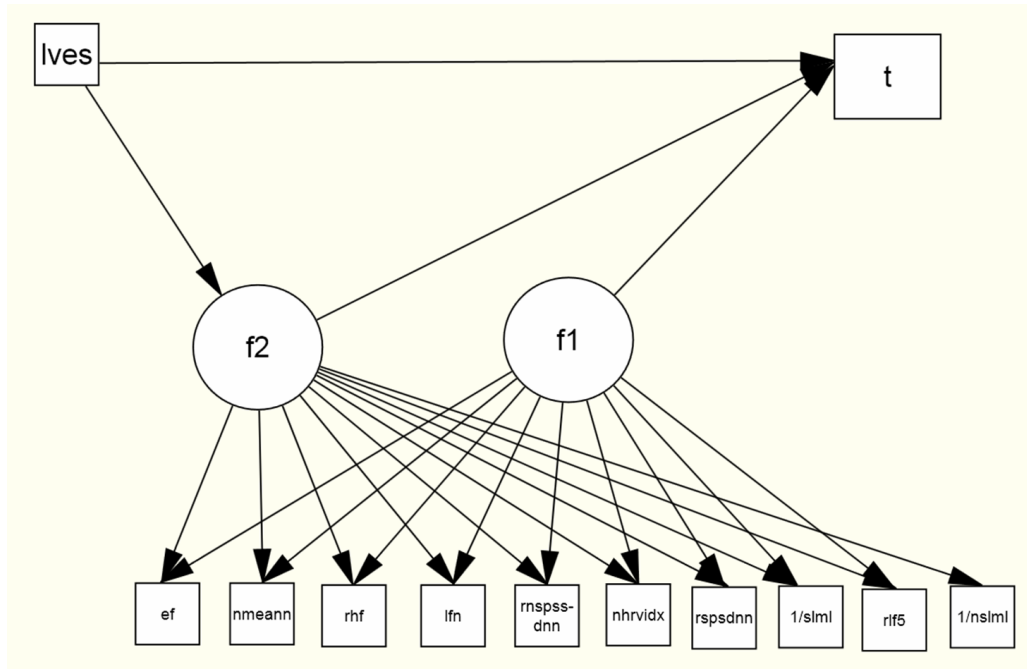 lves
t
f2
f1
ef
nmeann
rhf
lfn
rnspss-
dnn
nhrvidx
rspsdnn
1/slml
rlf5
1/nslml